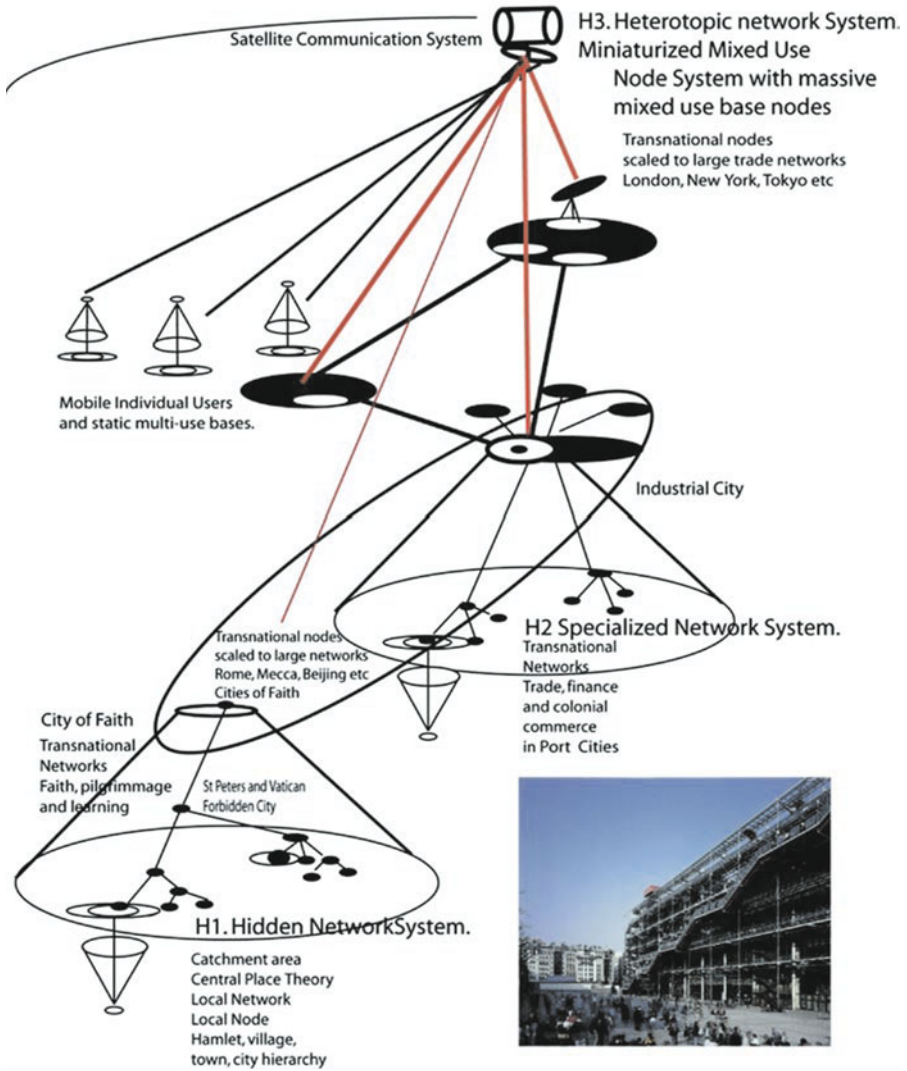 Satellite Communication System
H3. Heterotopic network System.
Miniaturized Mixed Use
Node System with massive
mixed use base nodes
Transnational nodes
scaled to large trade networks
London, New York, Tokyo etc
Mobile Individual Users
and static multi-use bases.
Industrial City
H2 Specialized Network System.
Transnational
Networks
Trade, finance
and colonial
commerce
in Port Cities
Transnational nodes
scaled to large networks
Rome, Mecca, Beijing etc
Cities of Faith
City of Faith
Transnational
Networks
Faith, pilgrimmage
and learning
St Peters and Vatican
Forbidden City
H1. Hidden NetworkSystem.
Catchment area
Central Place Theory
Local Network
Local Node
Hamlet, village,
town, city hierarchy